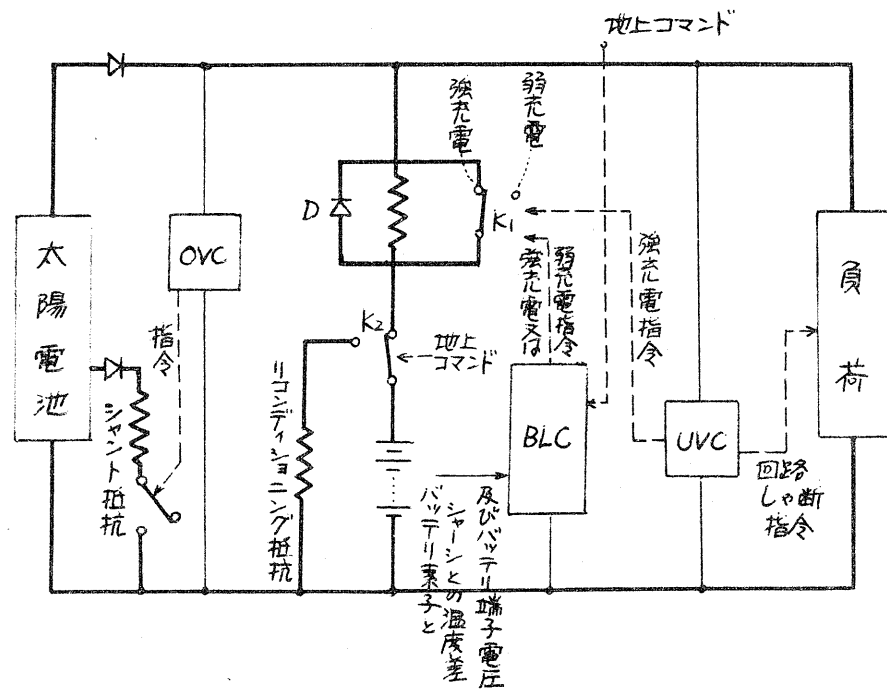 地上コマンド
強充電
弱充電
D
K₁
太陽電池
OVC
指令
K₂
地上
コマンド
強充電又は
弱充電指令
強充電指令
負荷
シャント抵抗
リコンディショニング抵抗
BLC
UVC
回路
しゃ断
指令
バッテリ素子と
シャーシとの温度差
及びバッテリ端子電圧